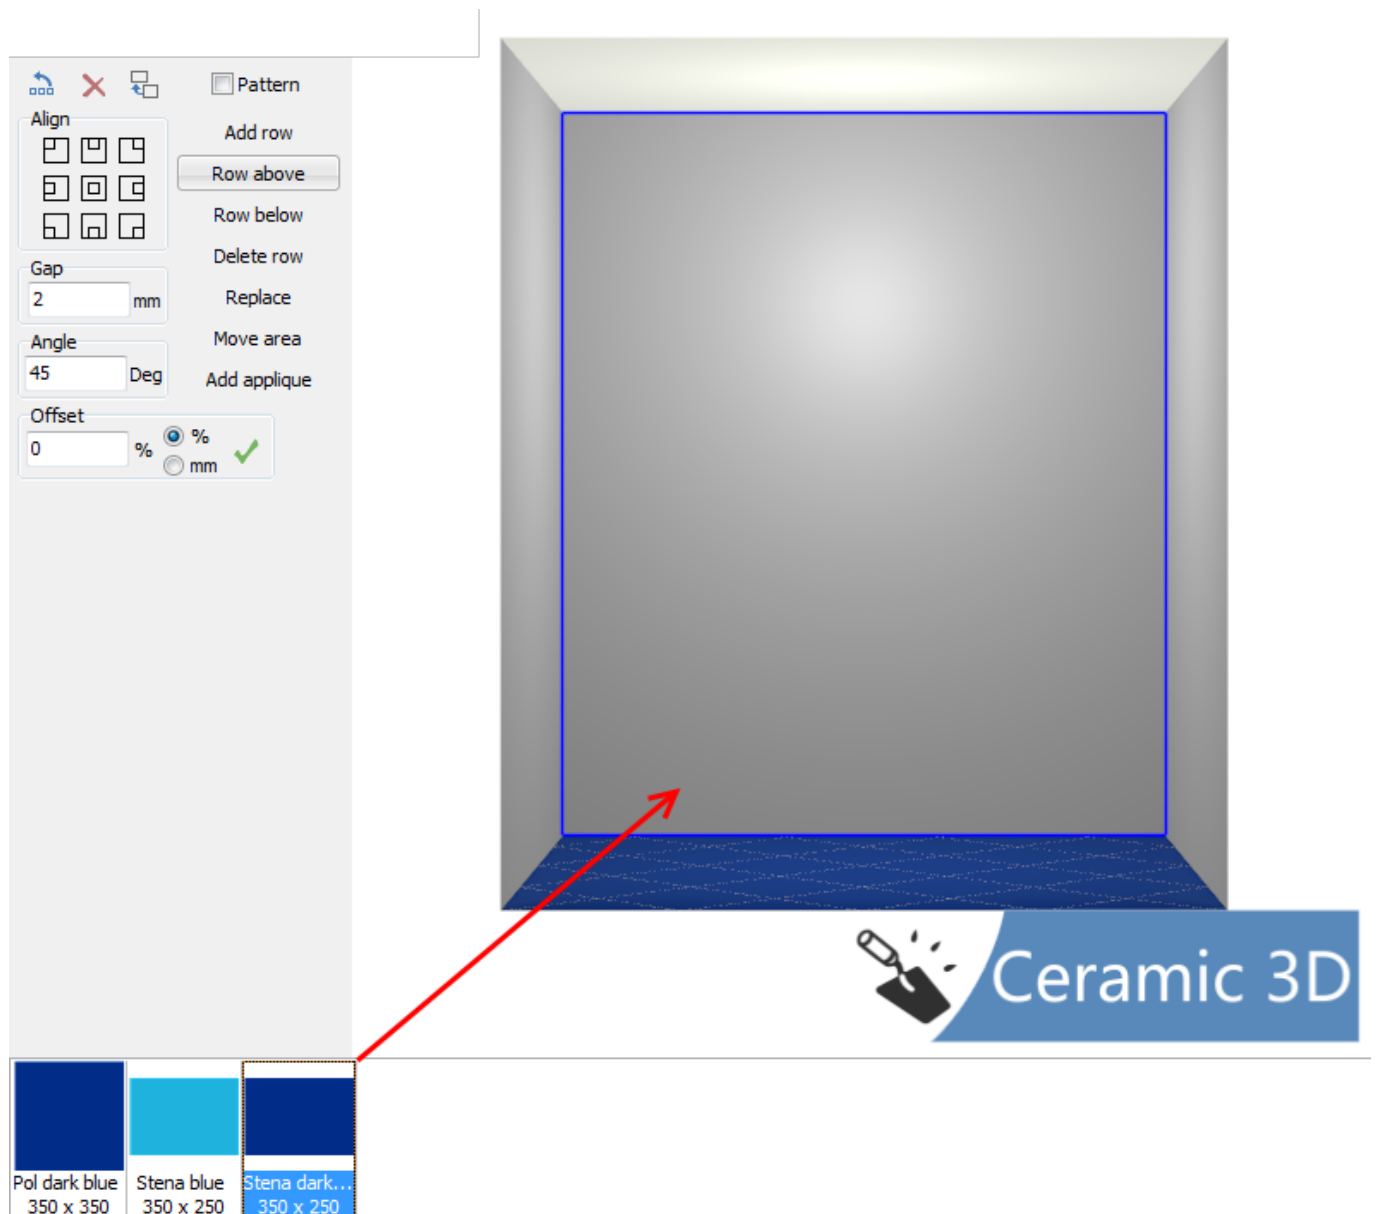 Pattern
Align
Add row
Row above
Row below
Delete row
Gap
2 mm
Replace
Angle
Move area
45 Deg
Add applique
Offset
0 %
%
mm
Ceramic 3D
Pol dark blue
350 x 350
Stena blue
350 x 250
Stena dark...
350 x 250